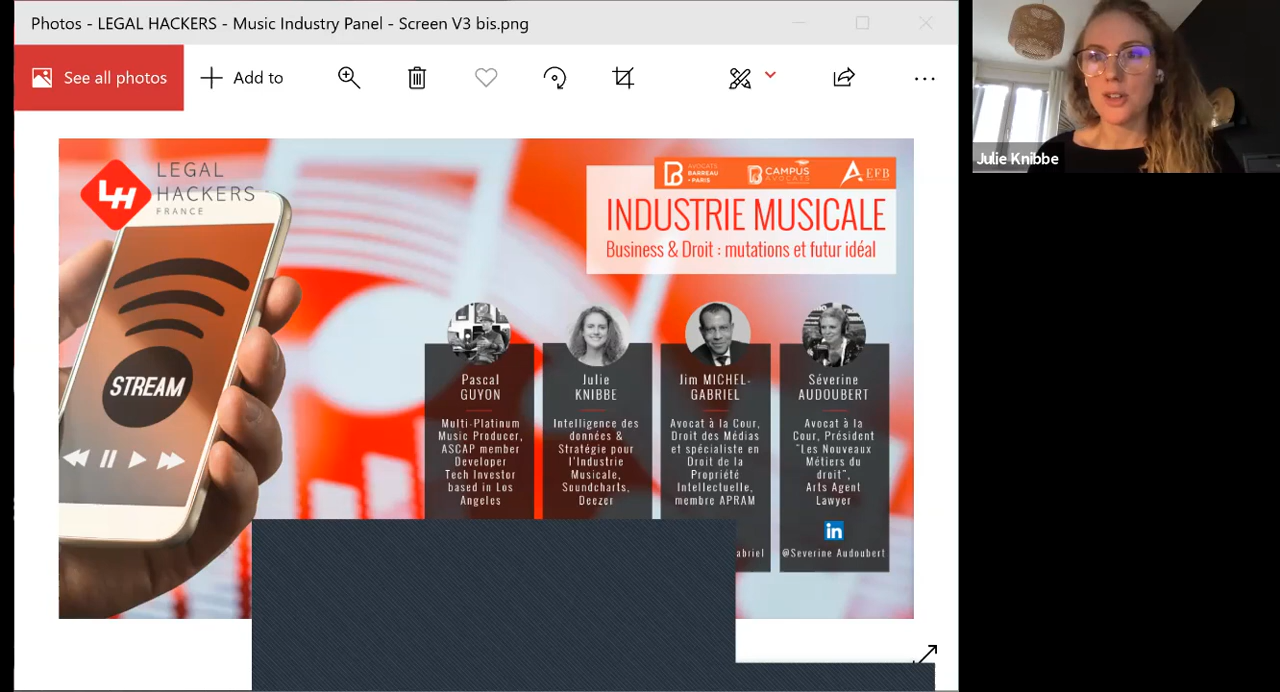 Photos - LEGAL HACKERS - Music Industry Panel - Screen V3 bis.png
See all photos
Add to
Julie Knibbe
LEGAL
HACKERS
FRANCE
LH
AVOCATS
BARREAU
PARIS
CAMPUS
AVOCATS
EFB
INDUSTRIE MUSICALE
Business & Droit : mutations et futur idéal
STREAM
Pascal
GUYON
Multi-Platinum
Music Producer,
ASCAP member
Developer
Tech Investor
based in Los
Angeles
Julie
KNIBBE
Intelligence des
données &
Stratégie pour
l'Industrie
Musicale,
Soundcharts,
Deezer
Jim MICHEL-
GABRIEL
Avocat à la Cour,
Droit des Médias
et spécialiste en
Droit de la
Propriété
Intellectuelle,
membre APRAM
abriel
Séverine
AUDOUBERT
Avocat à la
Cour, Président
"Les Nouveaux
Métiers du
droit",
Arts Agent
Lawyer
in
@Severine Audoubert